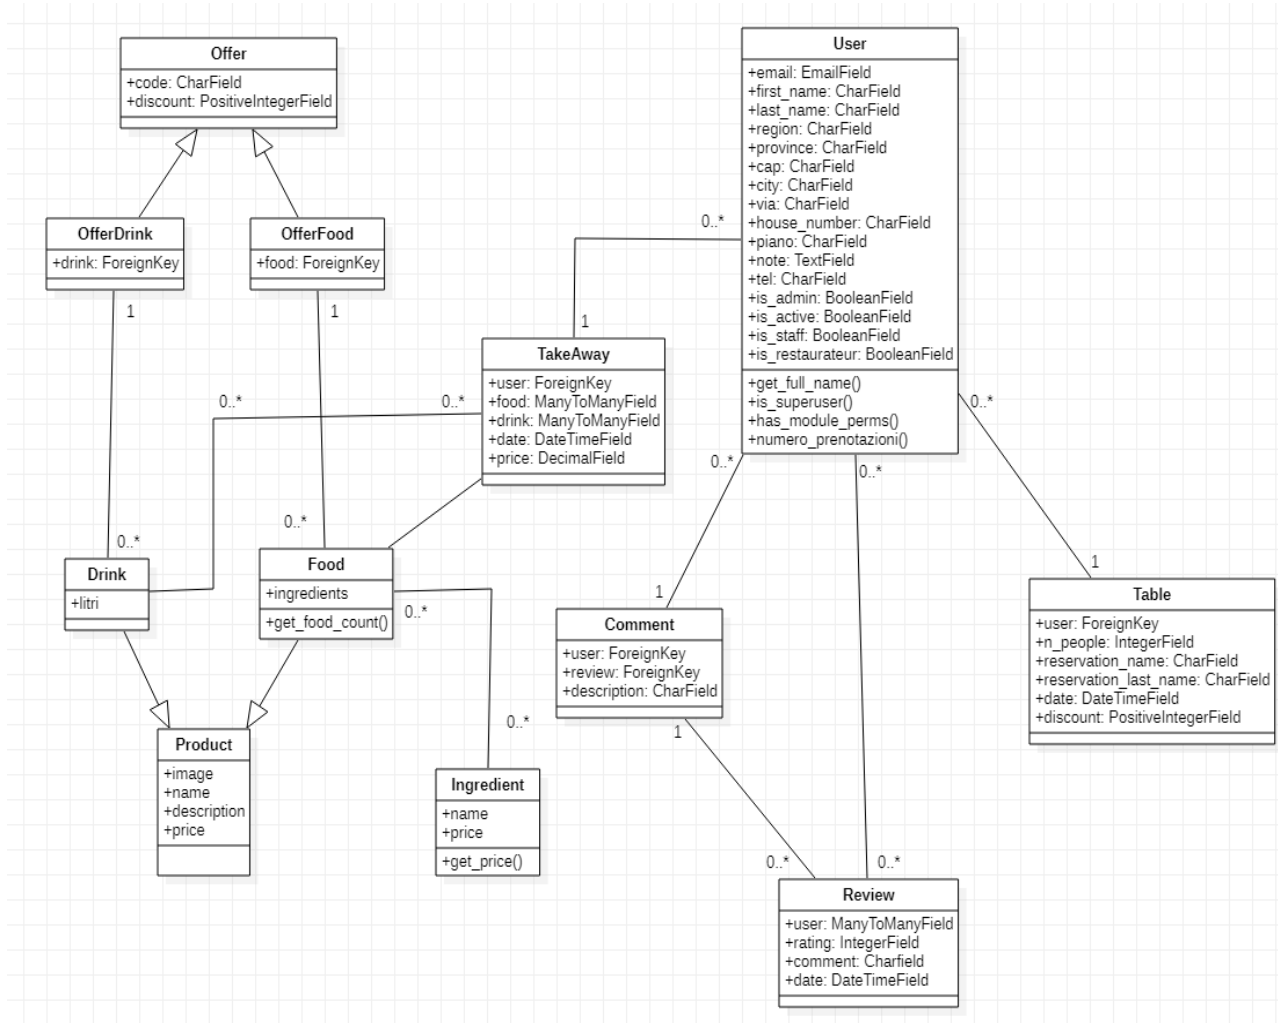 Offer
+code: CharField
+discount: PositiveIntegerField
OfferDrink
+drink: ForeignKey
1
OfferFood
+food: ForeignKey
1
User
+email: EmailField
+first_name: CharField
+last_name: CharField
+region: CharField
+province: CharField
+cap: CharField
+city: CharField
+via: CharField
+house_number: CharField
+piano: CharField
+note: TextField
+tel: CharField
+is_admin: BooleanField
+is_active: BooleanField
+is_staff: BooleanField
+is_restaurateur: BooleanField
+get_full_name()
+is_superuser()
+has_module_perms()
+numero_prenotazioni()
0..*
1
TakeAway
+user: ForeignKey
+food: ManyToManyField
+drink: ManyToManyField
+date: DateTimeField
+price: DecimalField
0..*
0..*
0..*
0..*
0..*
0..*
0..*
Drink
+litri
Food
+ingredients
+get_food_count()
0..*
0..*
1
Comment
+user: ForeignKey
+review: ForeignKey
+description: CharField
1
1
Table
+user: ForeignKey
+n_people: IntegerField
+reservation_name: CharField
+reservation_last_name: CharField
+date: DateTimeField
+discount: PositiveIntegerField
Product
+image
+name
+description
+price
Ingredient
+name
+price
+get_price()
0..*
0..*
Review
+user: ManyToManyField
+rating: IntegerField
+comment: Charfield
+date: DateTimeField